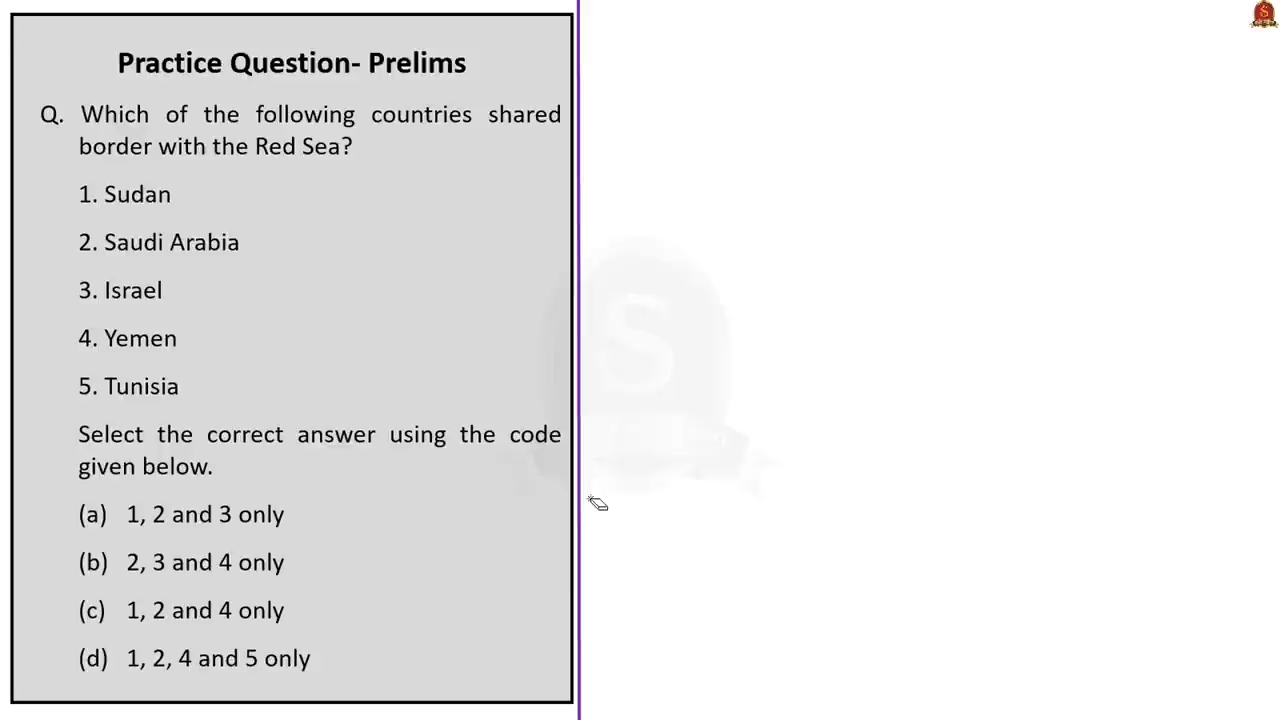 Practice Question- Prelims
Q. Which of the following countries shared
border with the Red Sea?
1. Sudan
2. Saudi Arabia
3. Israel
4. Yemen
5. Tunisia
Select the correct answer using the code
given below.
(a) 1, 2 and 3 only
(b) 2, 3 and 4 only
(c) 1, 2 and 4 only
(d) 1, 2, 4 and 5 only
S
S